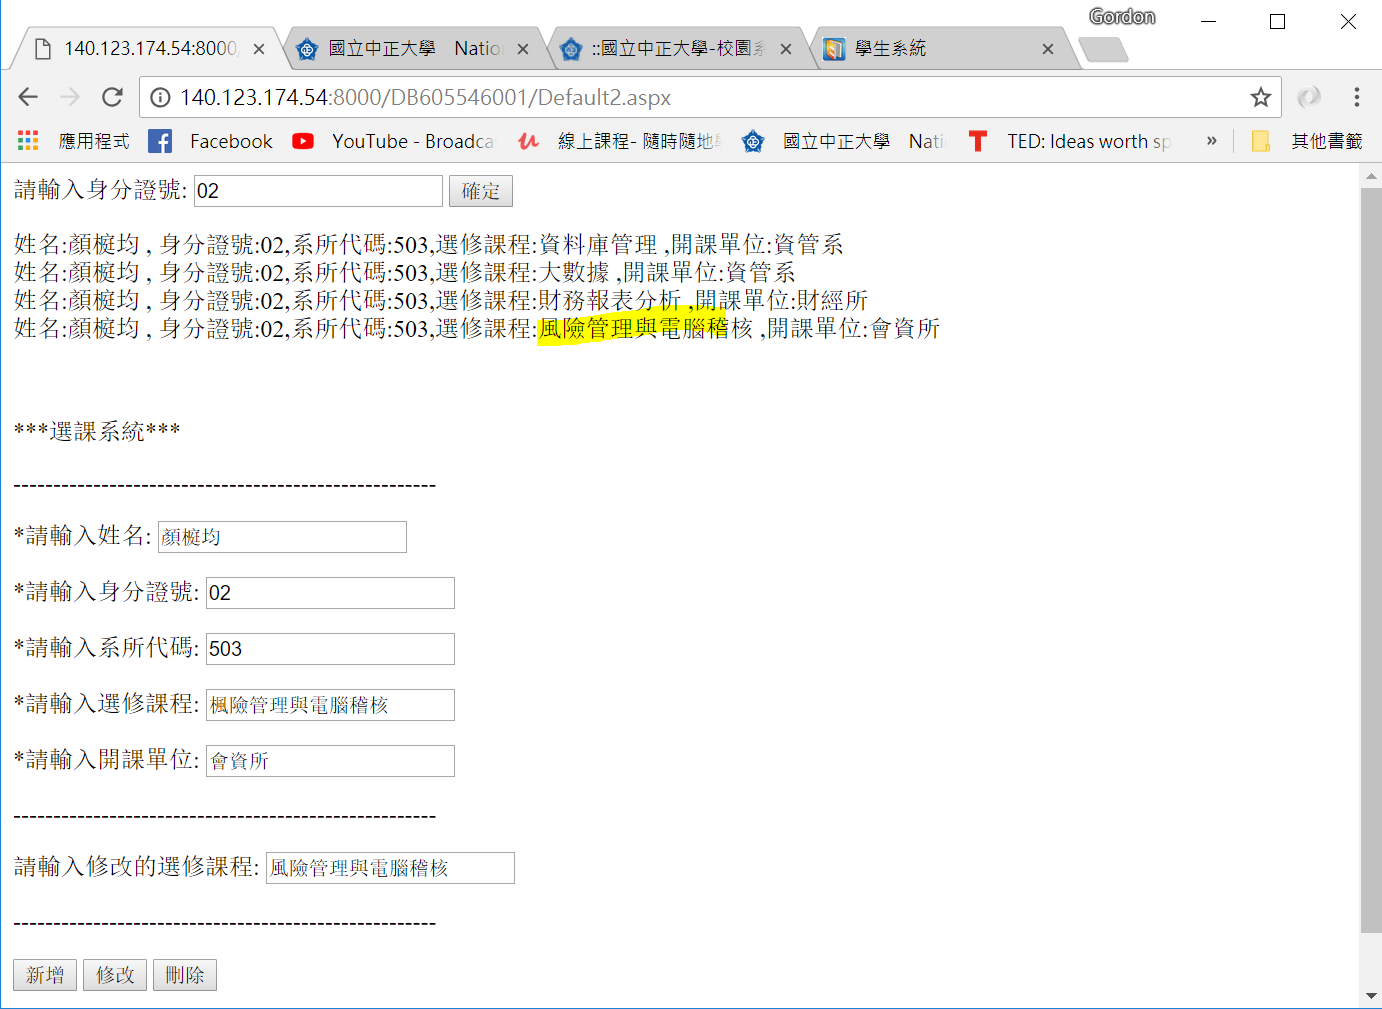 Gordon
140.123.174.54:8000/
國立中正大學 Natio
::國立中正大學-校園系
學生系統
140.123.174.54:8000/DB605546001/Default2.aspx
應用程式 Facebook YouTube - Broadca 線上課程- 隨時隨地 國立中正大學 Nati TED: Ideas worth sp » 其他書籤
請輸入身分證號: 02 確定
姓名:顏椗均 , 身分證號:02,系所代碼:503,選修課程:資料庫管理 ,開課單位:資管系
姓名:顏椗均 , 身分證號:02,系所代碼:503,選修課程:大數據 ,開課單位:資管系
姓名:顏椗均 , 身分證號:02,系所代碼:503,選修課程:財務報表分析 ,開課單位:財經所
姓名:顏椗均 , 身分證號:02,系所代碼:503,選修課程:風險管理與電腦稽核 ,開課單位:會資所
***選課系統***
-----------------------------------------------------
*請輸入姓名: 顏椗均
*請輸入身分證號: 02
*請輸入系所代碼: 503
*請輸入選修課程: 楓險管理與電腦稽核
*請輸入開課單位: 會資所
-----------------------------------------------------
請輸入修改的選修課程: 風險管理與電腦稽核
-----------------------------------------------------
新增 修改 刪除